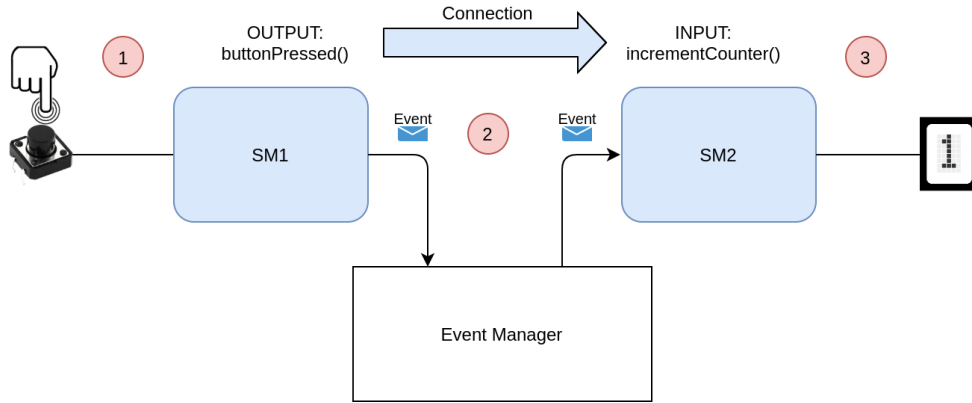 Connection
OUTPUT:
buttonPressed()
INPUT:
incrementCounter()
1
3
Event
2
Event
SM1
SM2
1
Event Manager